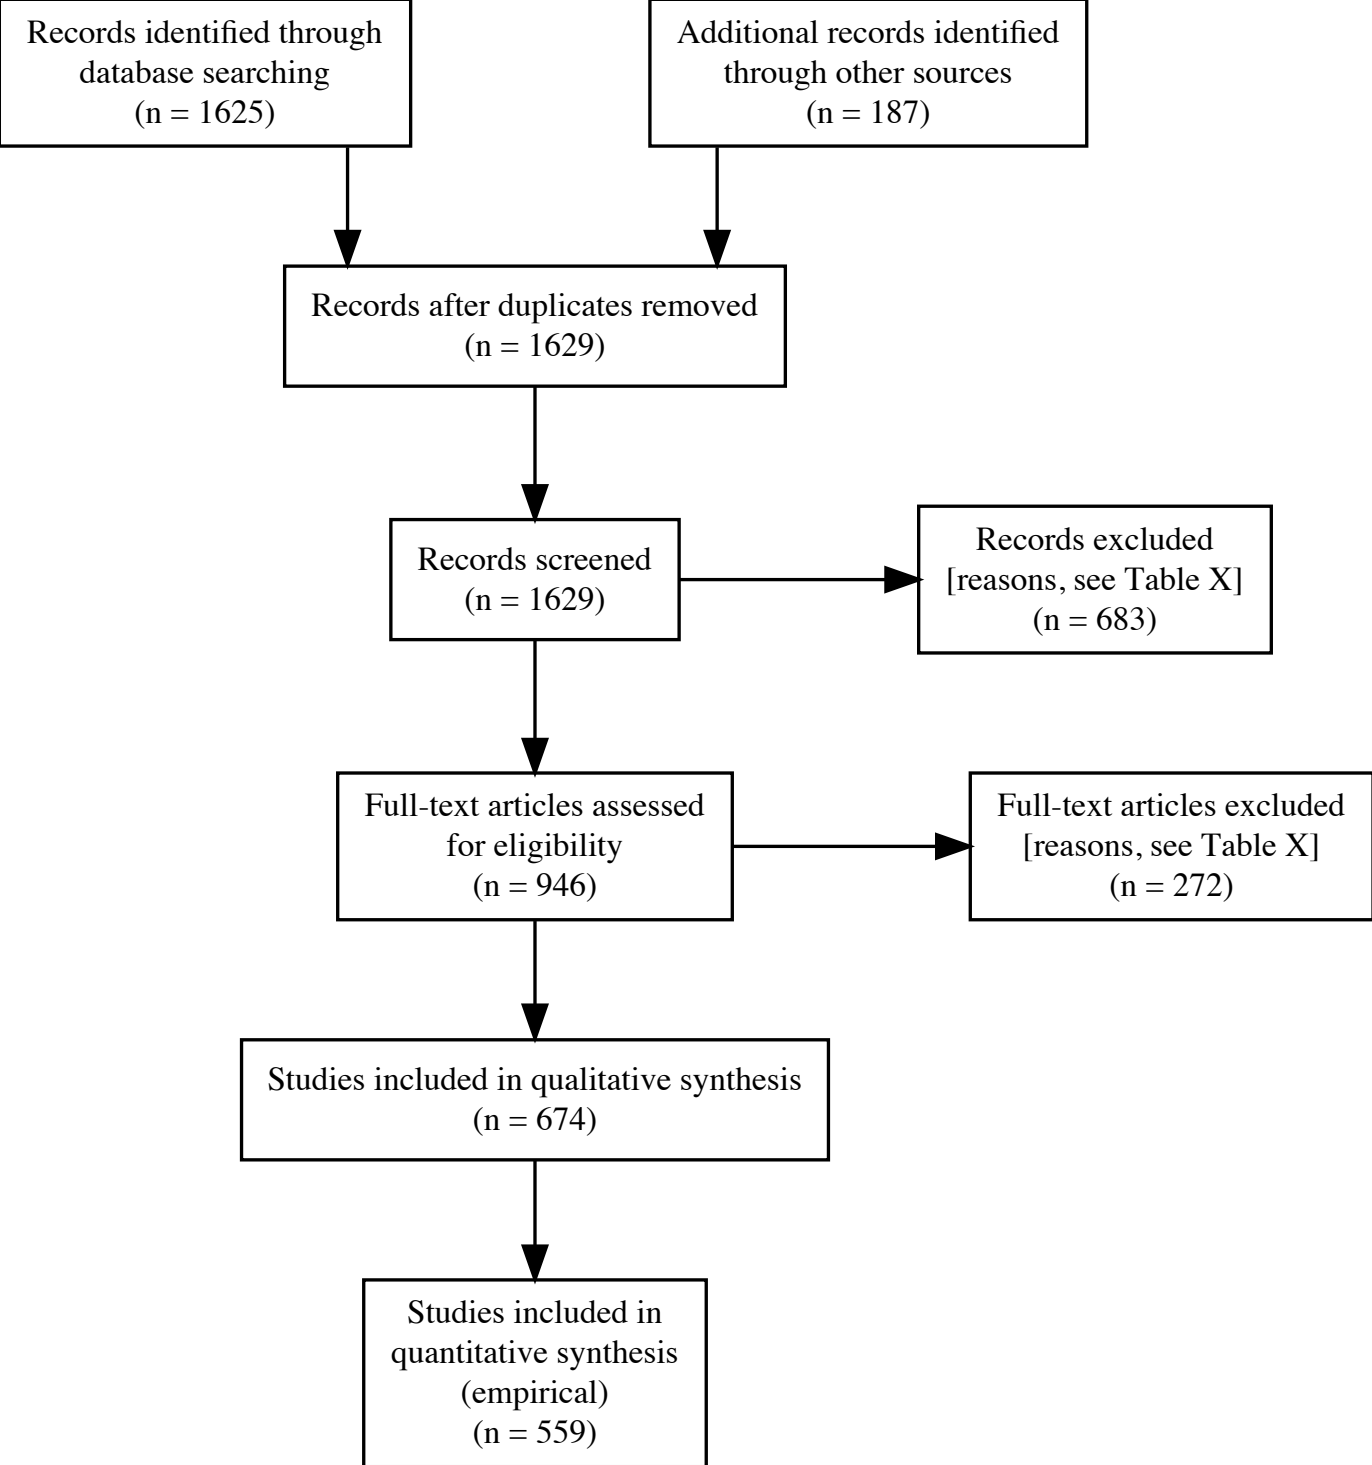 Records identified through
database searching
(n = 1625)
Additional records identified
through other sources
(n = 187)
Records after duplicates removed
(n = 1629)
Records screened
(n = 1629)
Records excluded
[reasons, see Table X]
(n = 683)
Full-text articles assessed
for eligibility
(n = 946)
Full-text articles excluded
[reasons, see Table X]
(n = 272)
Studies included in qualitative synthesis
(n = 674)
Studies included in
quantitative synthesis
(empirical)
(n = 559)